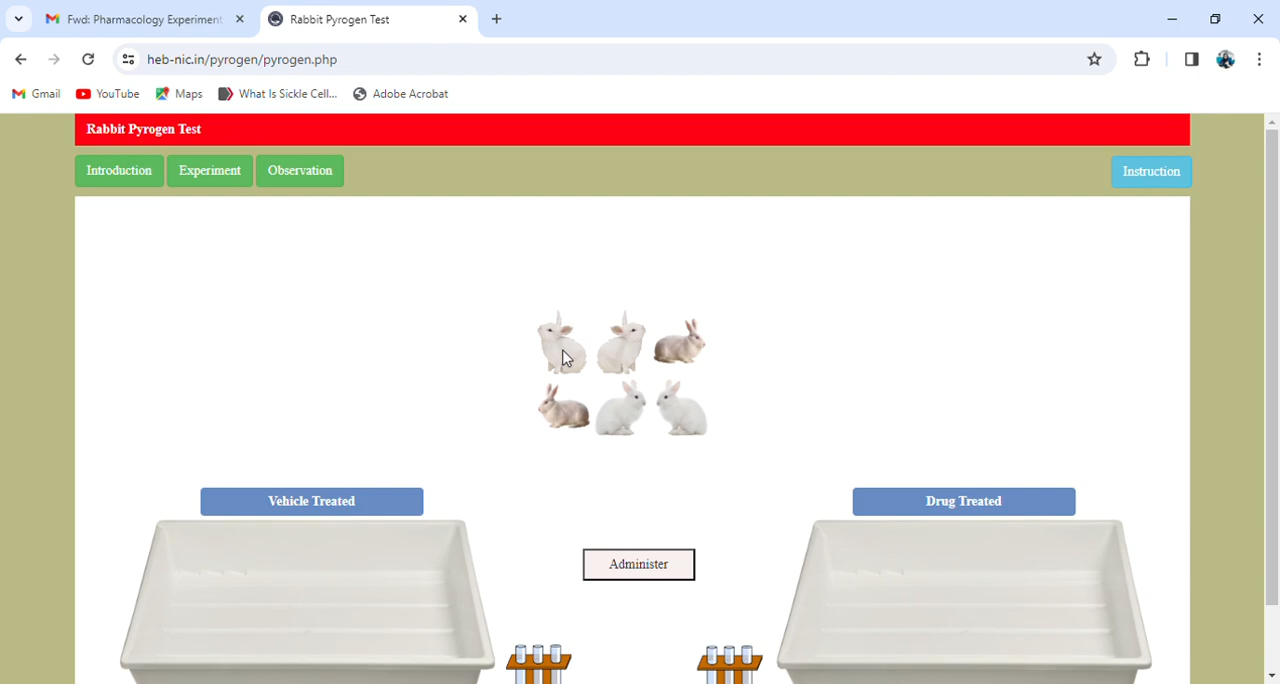 Fwd: Pharmacology Experiment
Rabbit Pyrogen Test
heb-nic.in/pyrogen/pyrogen.php
Gmail
YouTube
Maps
What Is Sickle Cell...
Adobe Acrobat
Rabbit Pyrogen Test
Introduction
Experiment
Observation
Instruction
Vehicle Treated
Drug Treated
Administer